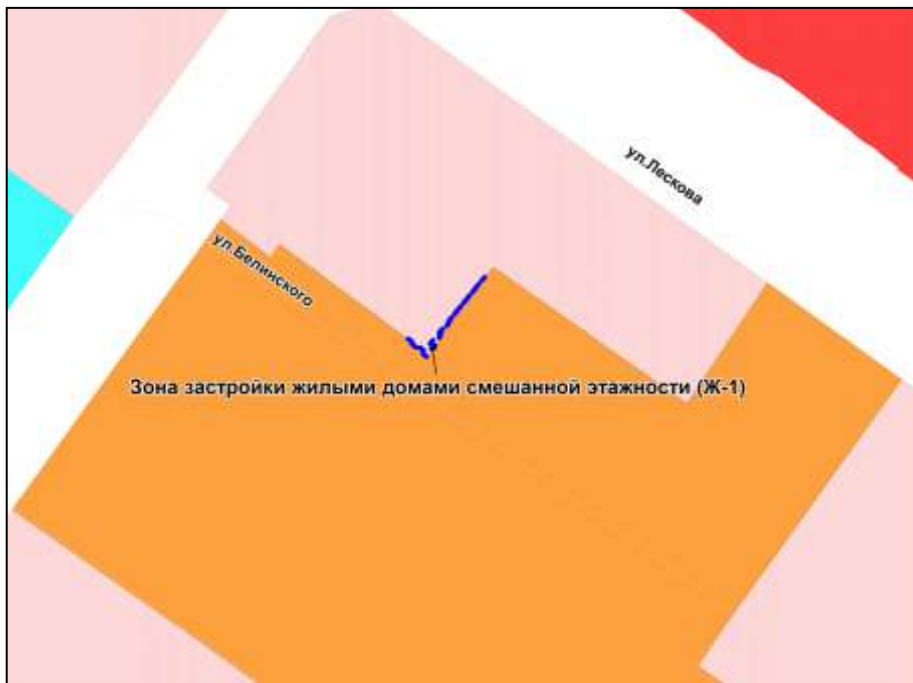 ул.Лескова
ул.Белинского
Зона застройки жилыми домами смешанной этажности (Ж-1)